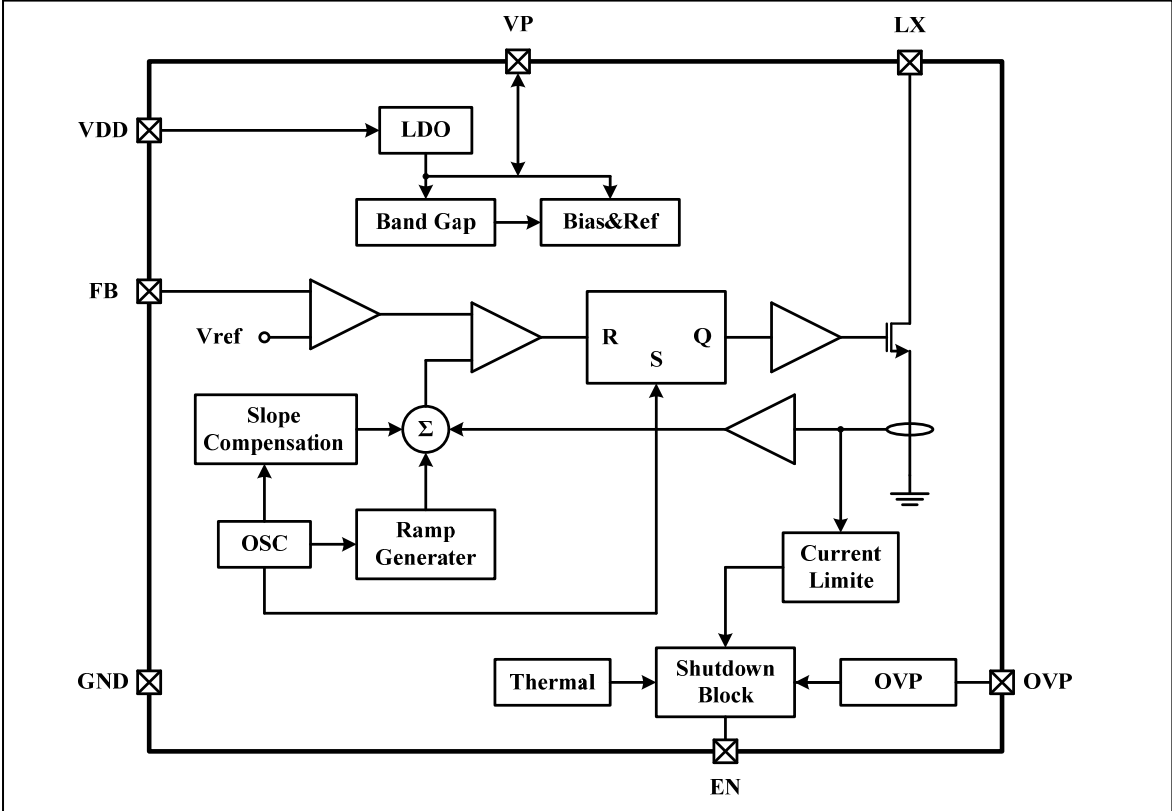 VP
LX
VDD
LDO
Band Gap
Bias&Ref
FB
Vref
R
Q
S
Slope
Compensation
Σ
OSC
Ramp
Generater
Current
Limite
GND
Thermal
Shutdown
Block
OVP
OVP
EN